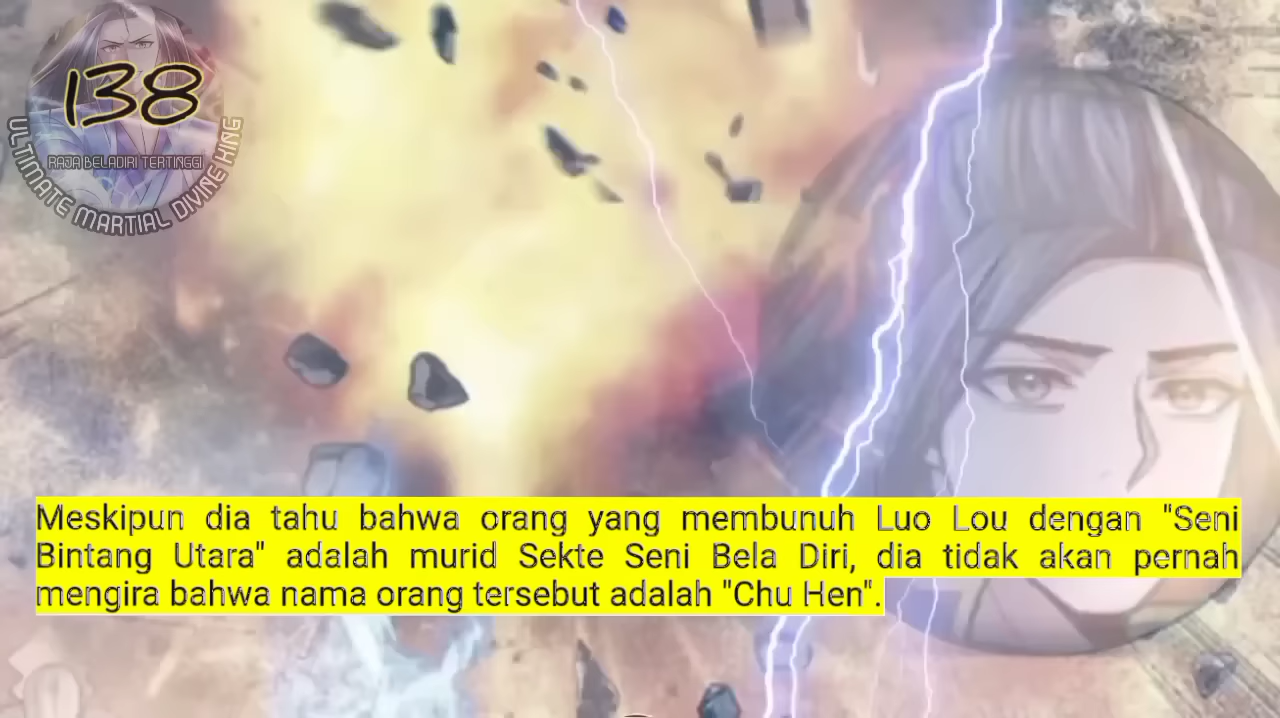 138
RAJA BELADIRI TERTINGGI
ULTIMATE MARTIAL DIVINE KING
Meskipun dia tahu bahwa orang yang membunuh Luo Lou dengan "Seni
Bintang Utara" adalah murid Sekte Seni Bela Diri, dia tidak akan pernah
mengira bahwa nama orang tersebut adalah "Chu Hen".